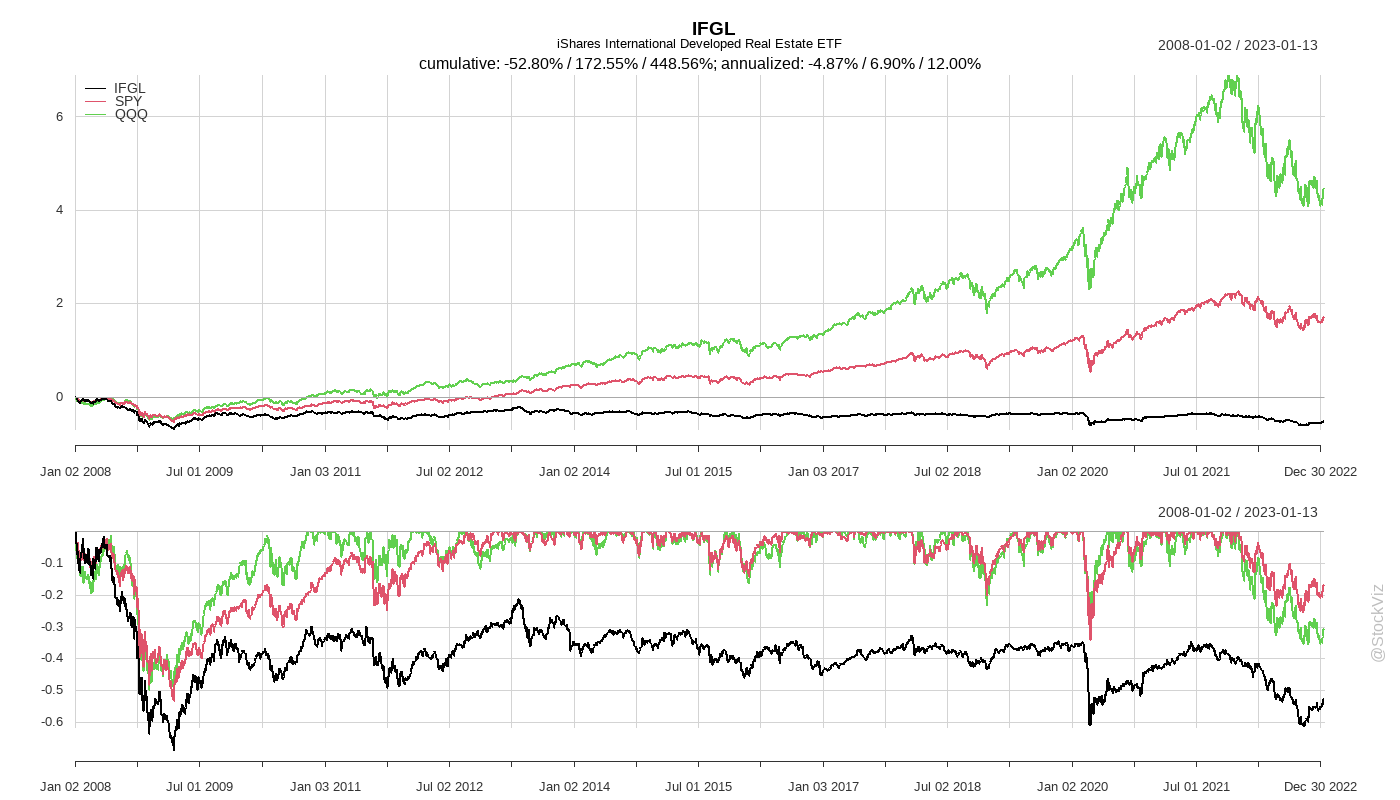 IFGL
iShares International Developed Real Estate ETF
2008-01-02 / 2023-01-13
cumulative: -52.80% / 172.55% / 448.56%; annualized: -4.87% / 6.90% / 12.00%
IFGL
SPY
QQQ
6
4
2
0
Jan 02 2008 Jul 01 2009 Jan 03 2011 Jul 02 2012 Jan 02 2014 Jul 01 2015 Jan 03 2017 Jul 02 2018 Jan 02 2020 Jul 01 2021 Dec 30 2022
2008-01-02 / 2023-01-13
-0.1
-0.2
-0.3
-0.4
-0.5
-0.6
@StockViz
Jan 02 2008 Jul 01 2009 Jan 03 2011 Jul 02 2012 Jan 02 2014 Jul 01 2015 Jan 03 2017 Jul 02 2018 Jan 02 2020 Jul 01 2021 Dec 30 2022